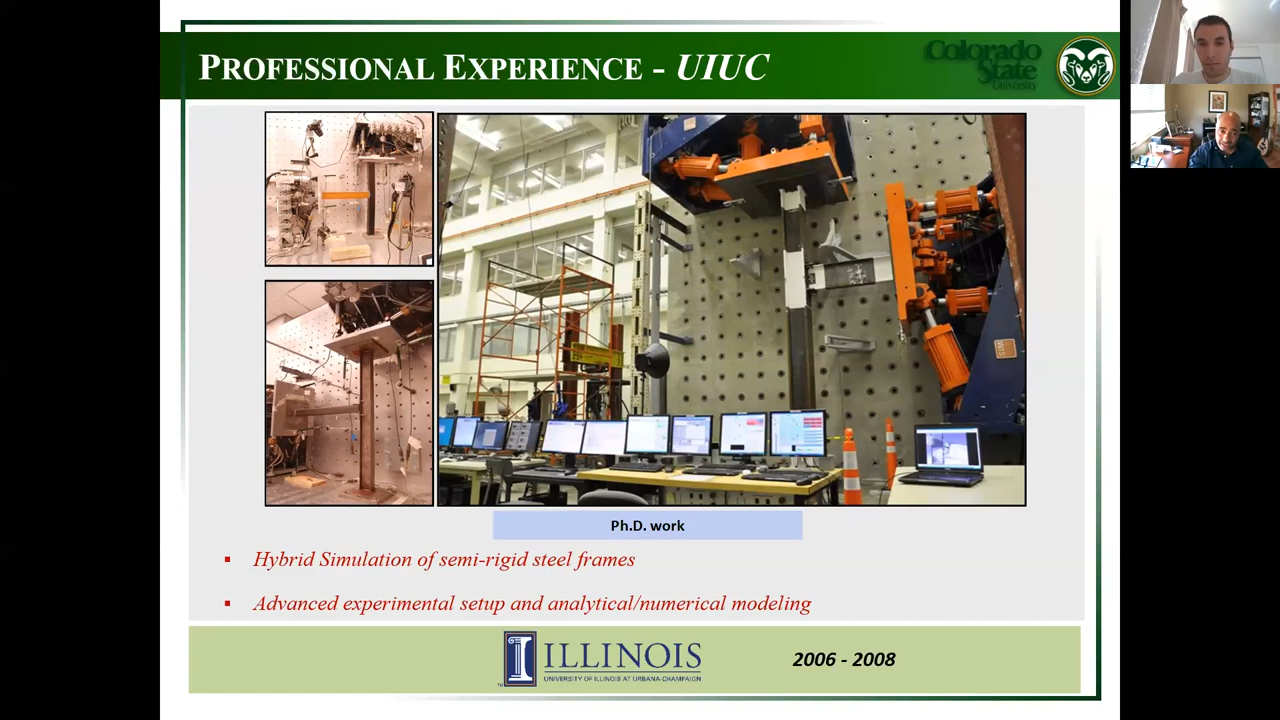 PROFESSIONAL EXPERIENCE - UIUC
Colorado
State
University
Ph.D. work
▪ Hybrid Simulation of semi-rigid steel frames
▪ Advanced experimental setup and analytical/numerical modeling
ILLINOIS
UNIVERSITY OF ILLINOIS AT URBANA-CHAMPAIGN
2006 - 2008